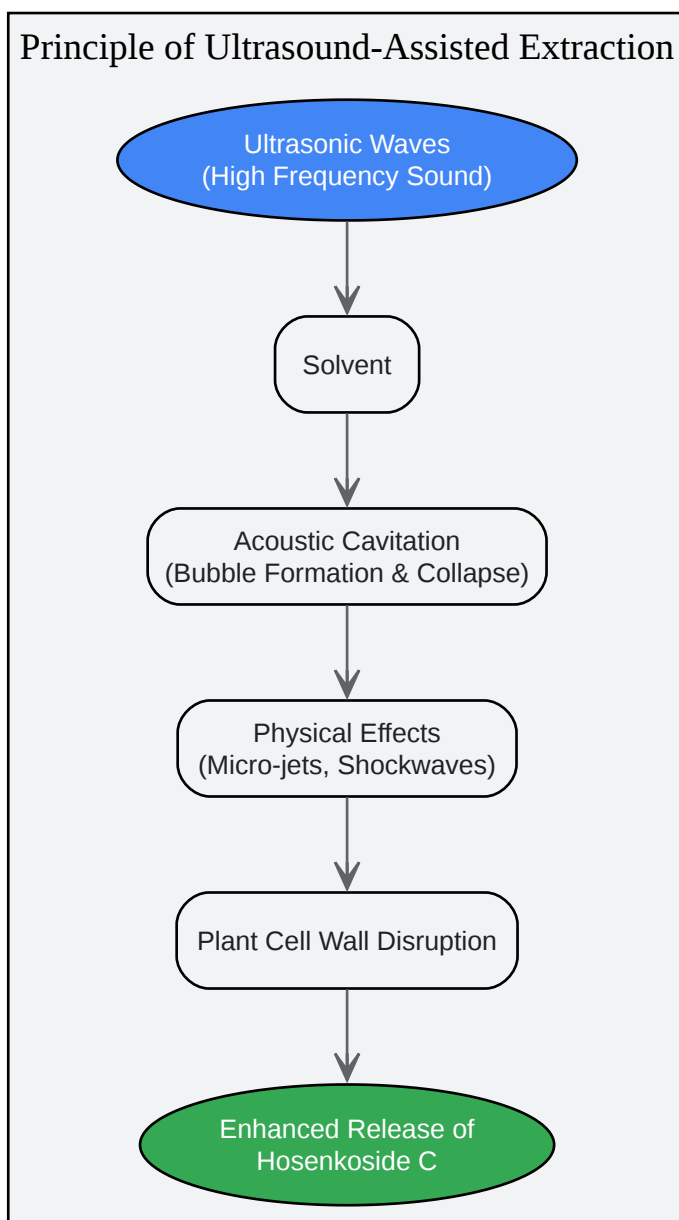 Principle of Ultrasound-Assisted Extraction
Ultrasonic Waves
(High Frequency Sound)
Solvent
Acoustic Cavitation
(Bubble Formation & Collapse)
Physical Effects
(Micro-jets, Shockwaves)
Plant Cell Wall Disruption
Enhanced Release of
Hosenkoside C